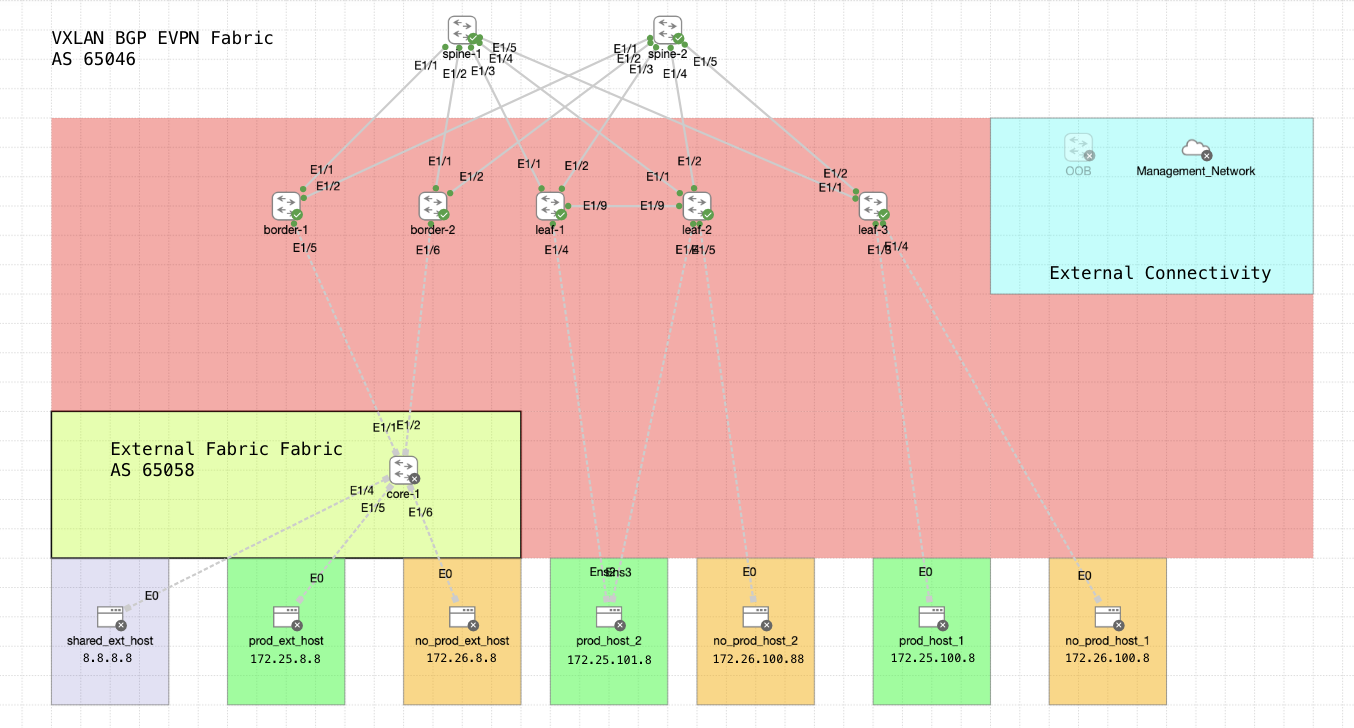 VXLAN BGP EVPN Fabric
AS 65046
spine-1
spine-2
E1/1
E1/2
E1/3
E1/4
E1/5
E1/1
E1/2
E1/3
E1/4
E1/5
E1/1
E1/2
E1/1
E1/2
E1/1
E1/2
E1/1
E1/2
E1/2
E1/1
OOB
Management_Network
External Connectivity
E1/9
E1/9
border-1
border-2
leaf-1
leaf-2
leaf-3
E1/5
E1/6
E1/4
E1/4
E1/5
E1/3
E1/4
E1/1
E1/2
External Fabric Fabric
AS 65058
core-1
E1/4
E1/5
E1/6
E0
E0
E0
Ens2
Ens3
E0
E0
E0
shared_ext_host
8.8.8.8
prod_ext_host
172.25.8.8
no_prod_ext_host
172.26.8.8
prod_host_2
172.25.101.8
no_prod_host_2
172.26.100.88
prod_host_1
172.25.100.8
no_prod_host_1
172.26.100.8